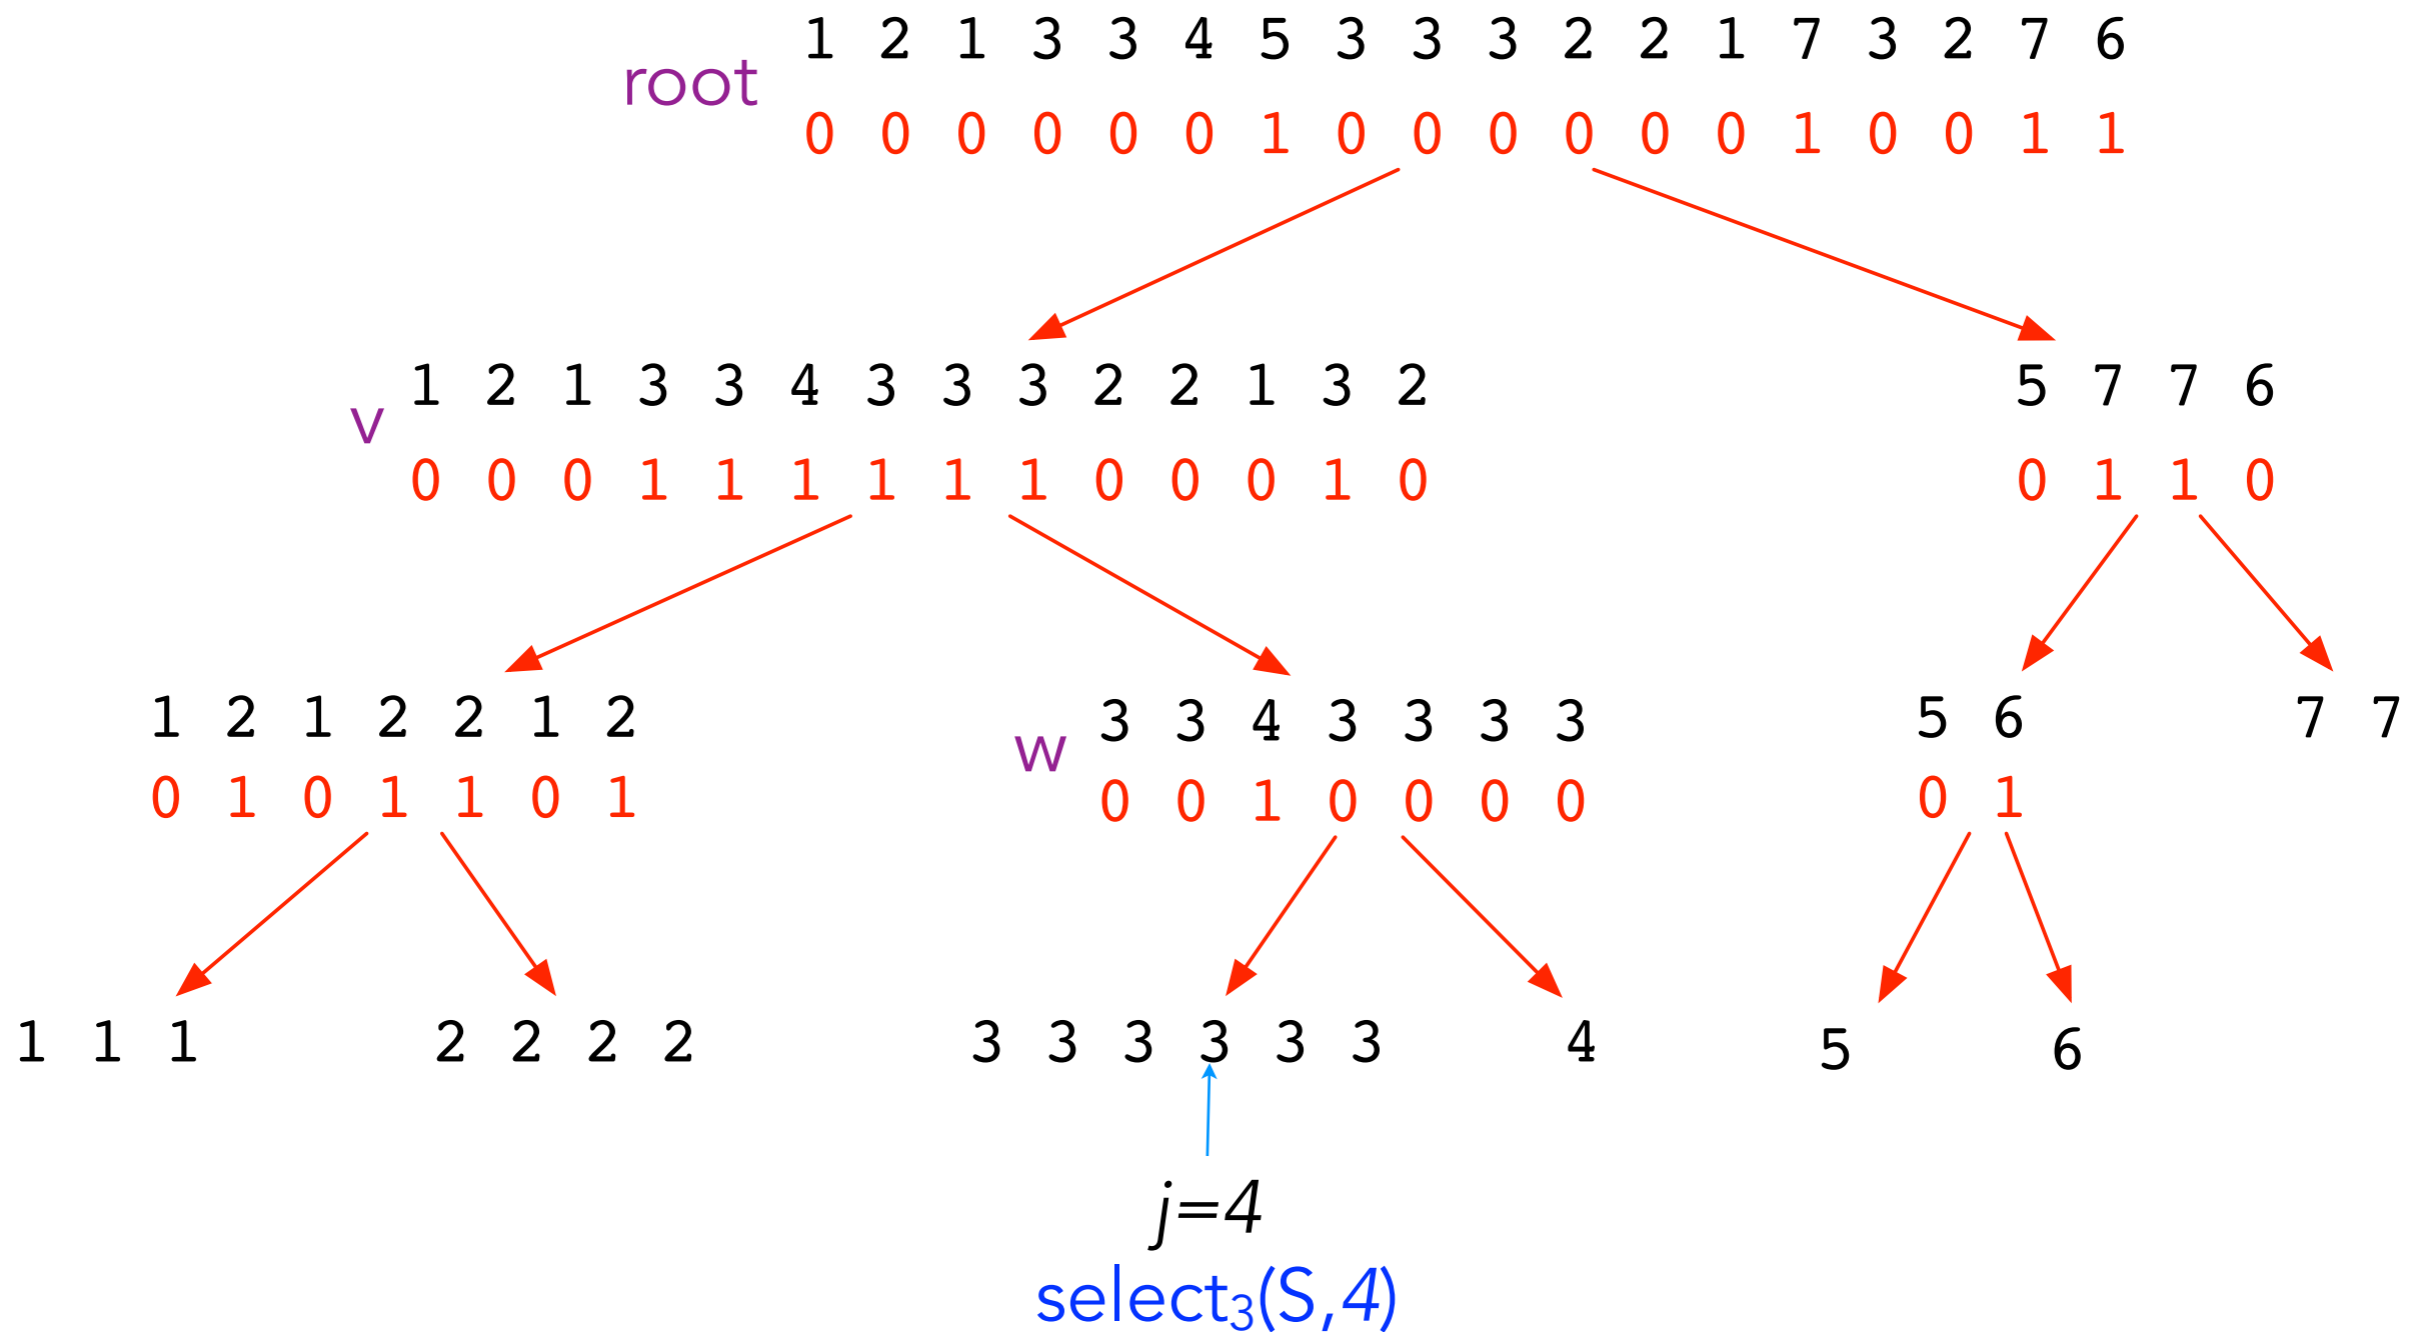 1 2 1 3 3 4 5 3 3 3 2 2 1 7 3 2 7 6
root
0 0 0 0 0 0 1 0 0 0 0 0 0 1 0 0 1 1
1 2 1 3 3 4 3 3 3 2 2 1 3 2
v
0 0 0 1 1 1 1 1 1 0 0 0 1 0
5 7 7 6
0 1 1 0
1 2 1 2 2 1 2
0 1 0 1 1 0 1
3 3 4 3 3 3 3
w
0 0 1 0 0 0 0
5 6
0 1
7 7
1 1 1
2 2 2 2
3 3 3 3 3 3
4
5
6
j=4
select₃(S,4)